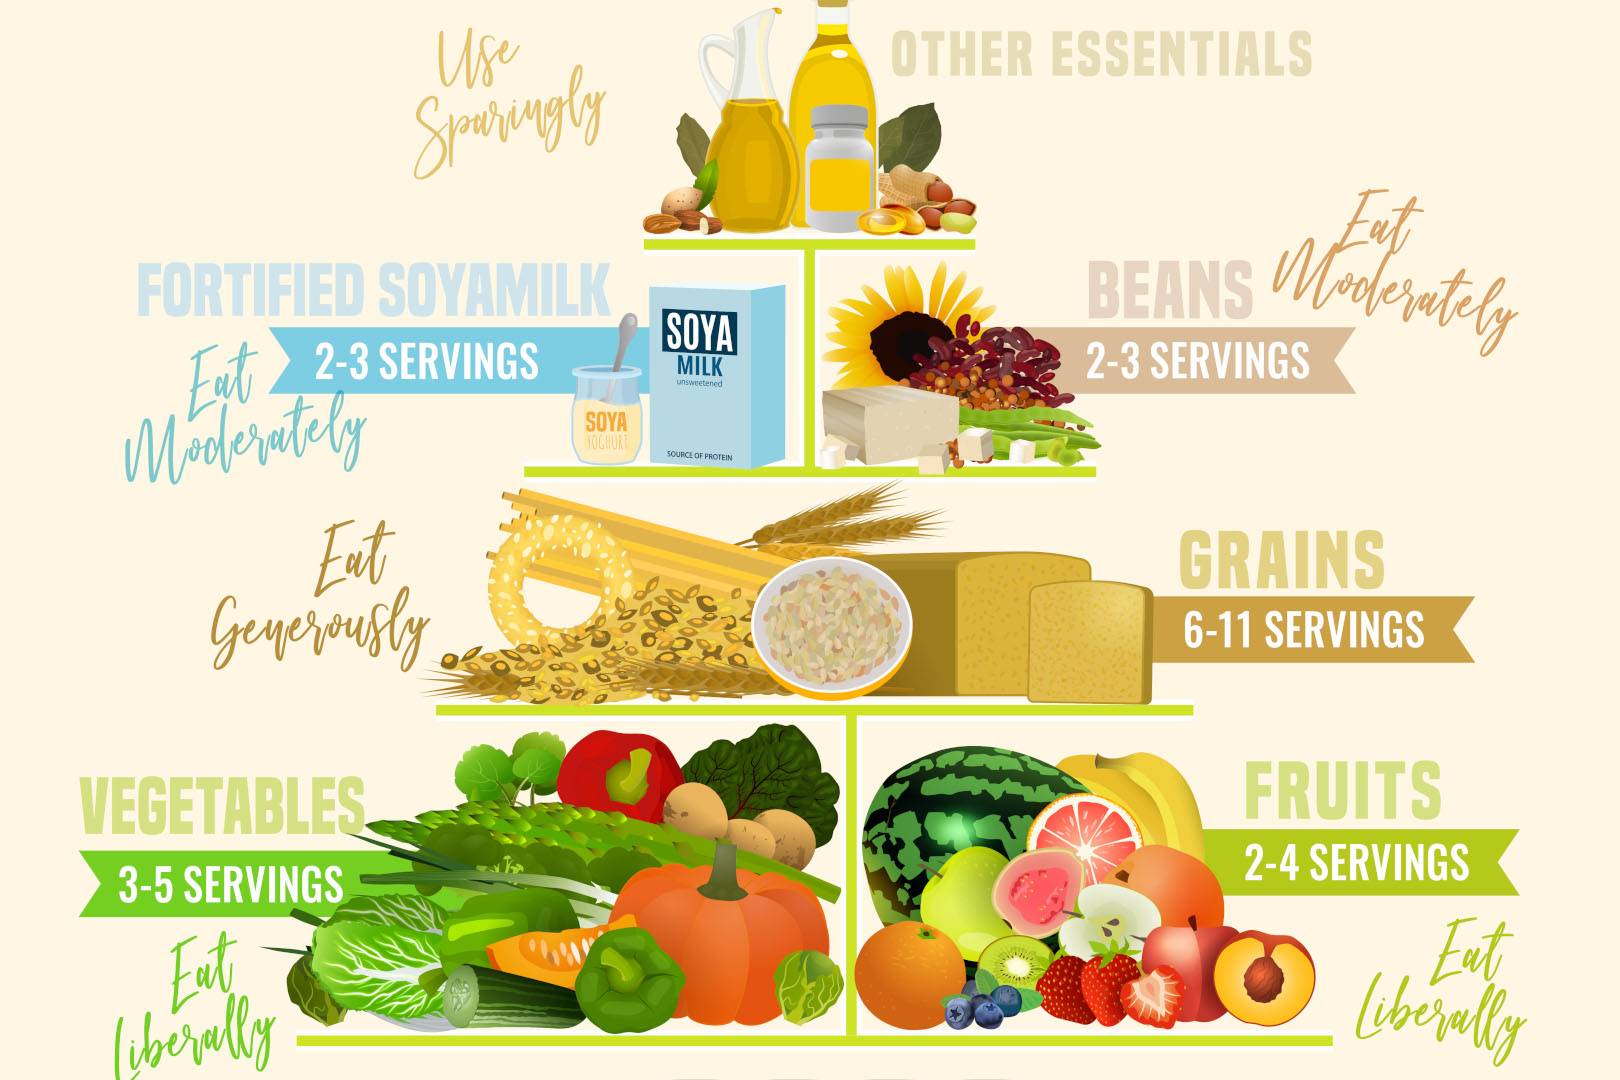 Use
Sparingly
OTHER ESSENTIALS
FORTIFIED SOYAMILK
2-3 SERVINGS
Eat
Moderately
SOYA
YOGHURT
SOYA
MILK
unsweetened
SOURCE OF PROTEIN
BEANS
2-3 SERVINGS
Eat
Moderately
Eat
Generously
GRAINS
6-11 SERVINGS
VEGETABLES
3-5 SERVINGS
Eat
Liberally
FRUITS
2-4 SERVINGS
Eat
Liberally